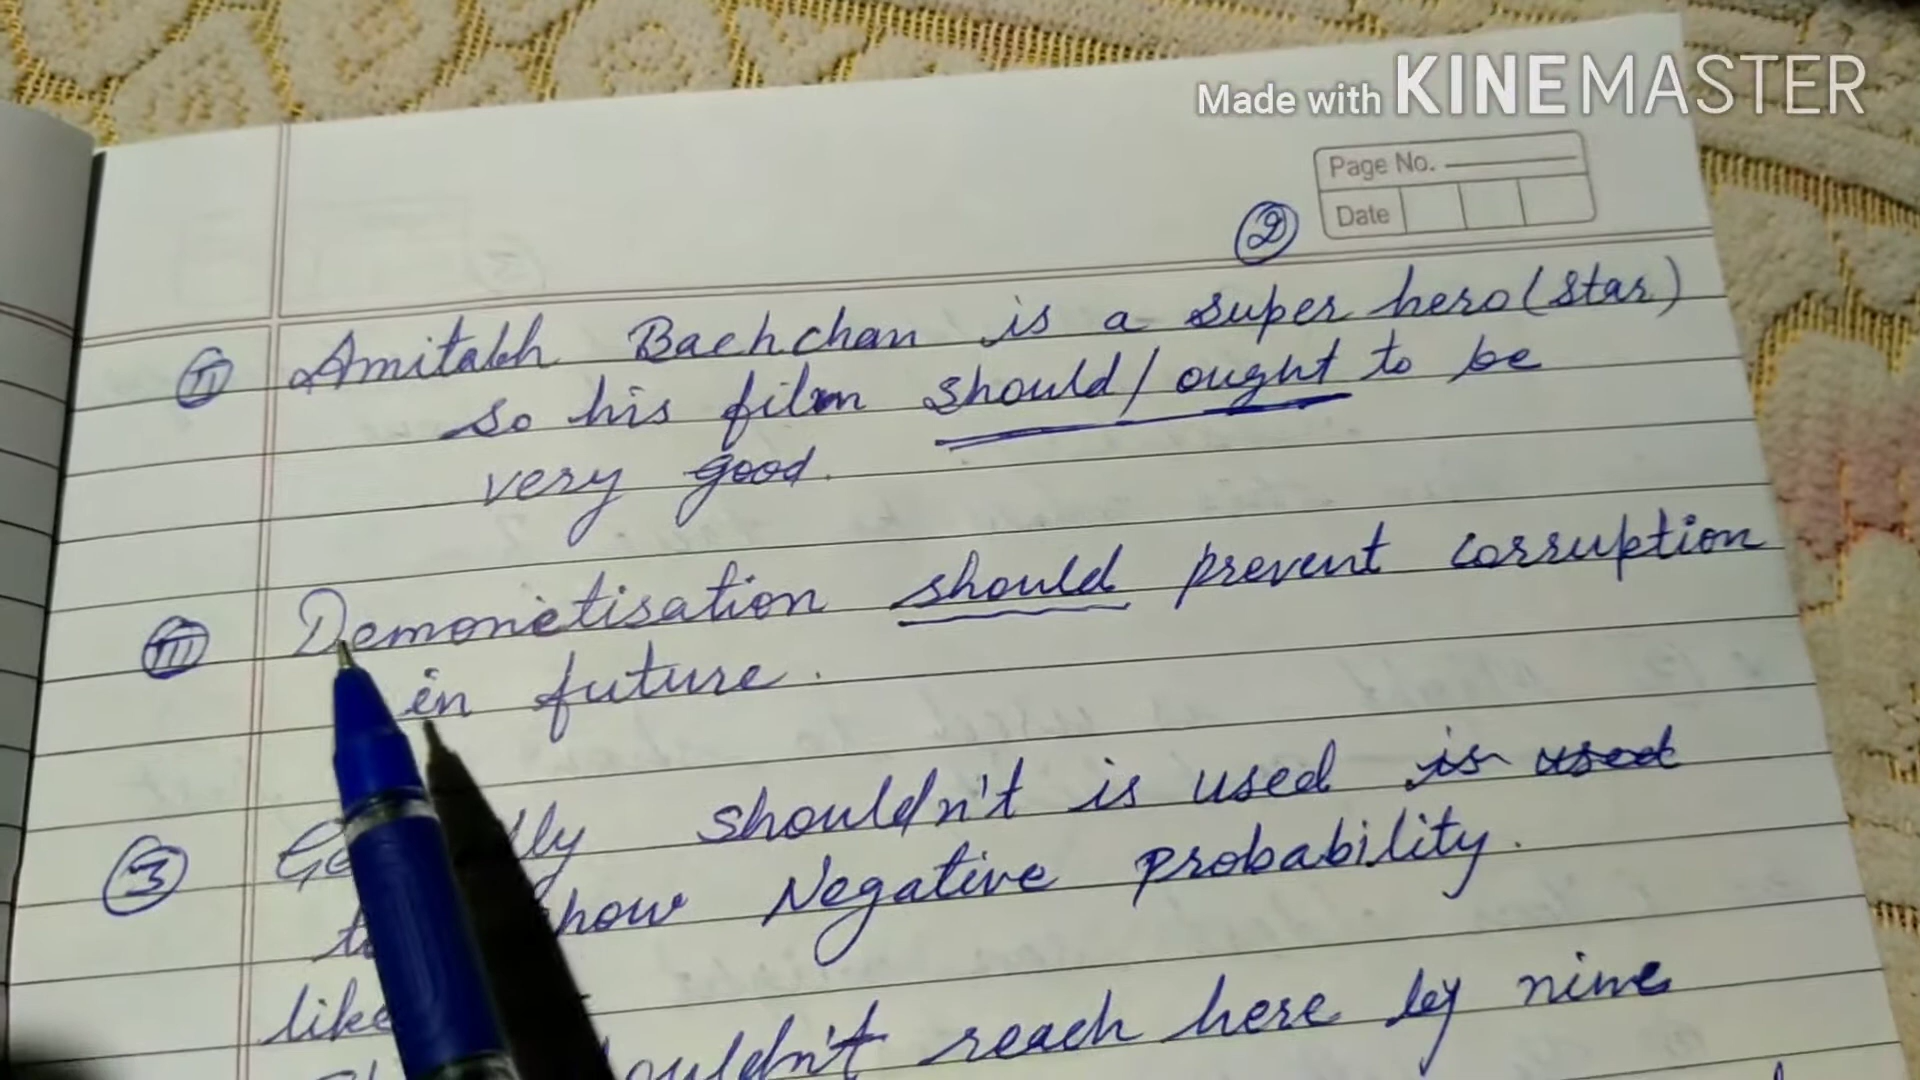 Made with KINEMASTER
Page No.
Date
②
(ii) Amitabh Bachchan is a super hero (star)
so his film should / ought to be
very good.
(iii) Demonetisation should prevent corruption
in future.
③ shouldn't is used is used
Negative probability.
like
reach here by nine